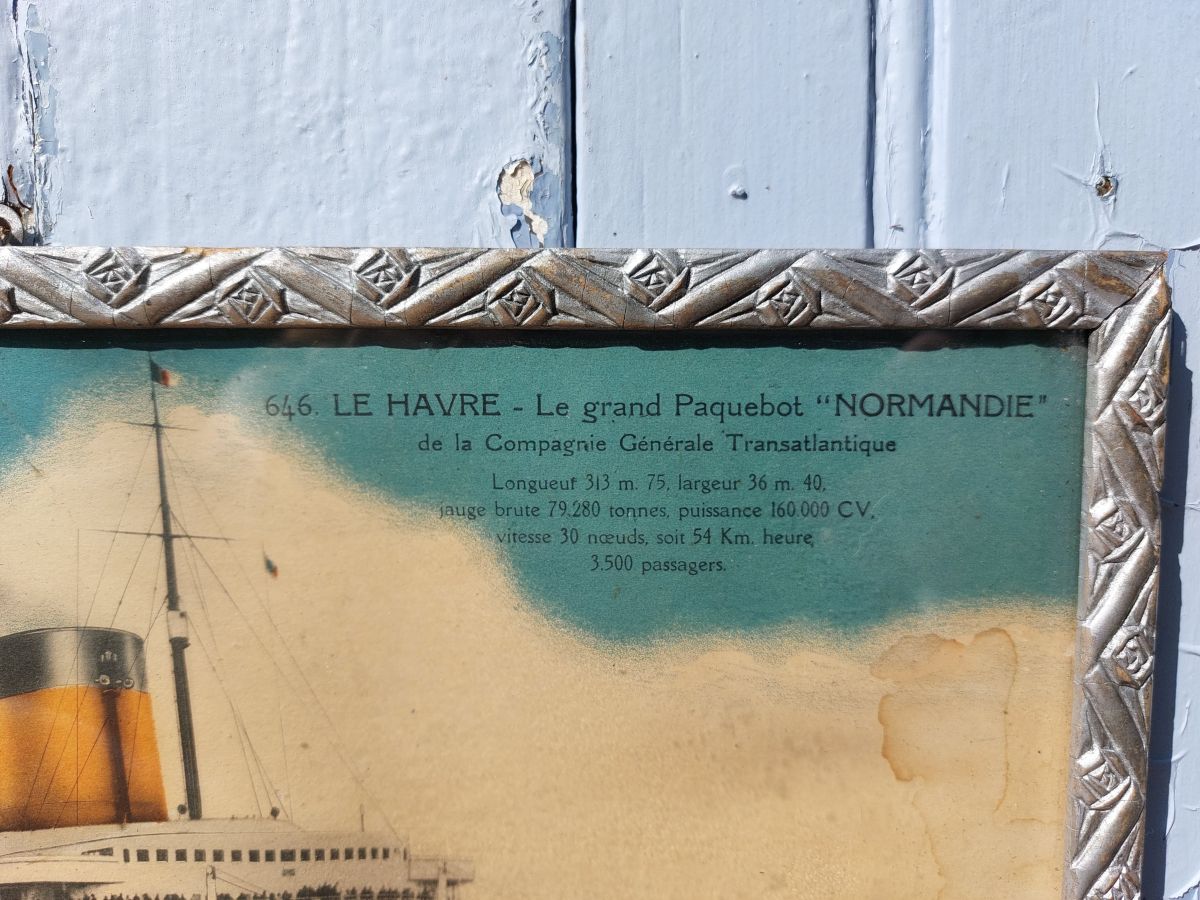 646. LE HAVRE - Le grand Paquebot "NORMANDIE"
de la Compagnie Générale Transatlantique
Longueur 313 m. 75, largeur 36 m. 40,
jauge brute 79.280 tonnes, puissance 160.000 CV.
vitesse 30 nœuds, soit 54 Km. heure
3.500 passagers.